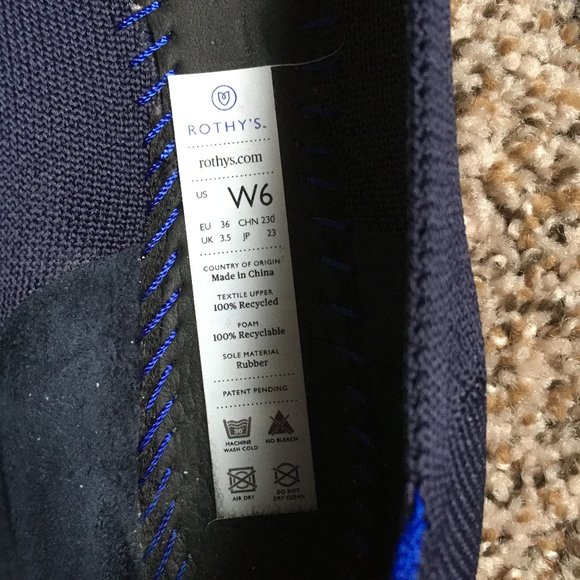 ROTHY'S™
rothys.com
US W6
EU 36 CHN 230
UK 3.5 JP 23
COUNTRY OF ORIGIN
Made in China
TEXTILE UPPER
100% Recycled
FOAM
100% Recyclable
SOLE MATERIAL
Rubber
PATENT PENDING
30°
MACHINE WASH COLD
NO BLEACH
AIR DRY
DO NOT DRY CLEAN